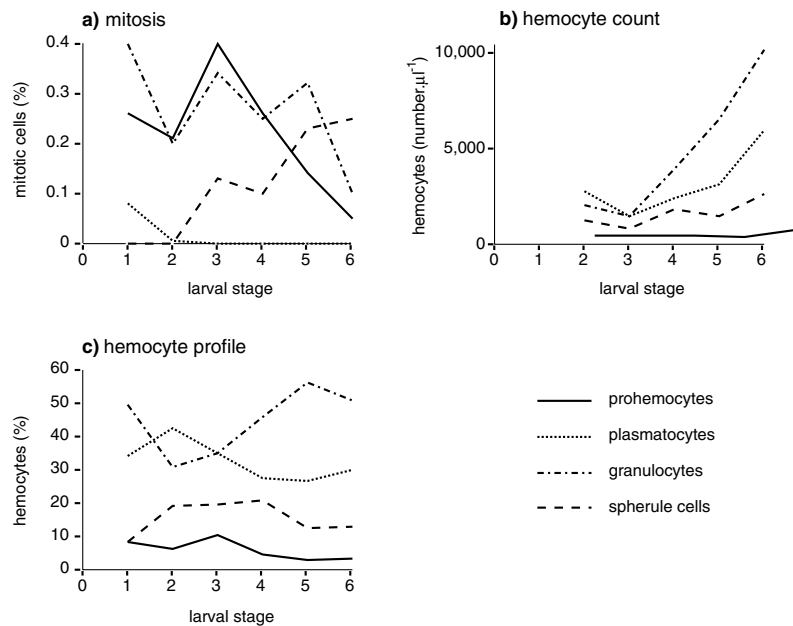 a) mitosis
0.4
0.3
0.2
0.1
0
mitotic cells (%)
0 1 2 3 4 5 6
larval stage
b) hemocyte count
10,000
5,000
0
hemocytes (number.µl⁻¹)
0 1 2 3 4 5 6
larval stage
c) hemocyte profile
60
50
40
30
20
10
0
hemocytes (%)
0 1 2 3 4 5 6
larval stage
prohemocytes
plasmatocytes
granulocytes
spherule cells